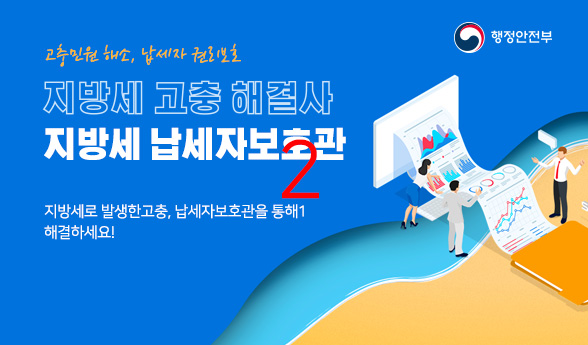 행정안전부
고충민원 해소, 납세자 권리보호
지방세 고충 해결사
지방세 납세자보호관
2
지방세로 발생한고충, 납세자보호관을 통해1
해결하세요!